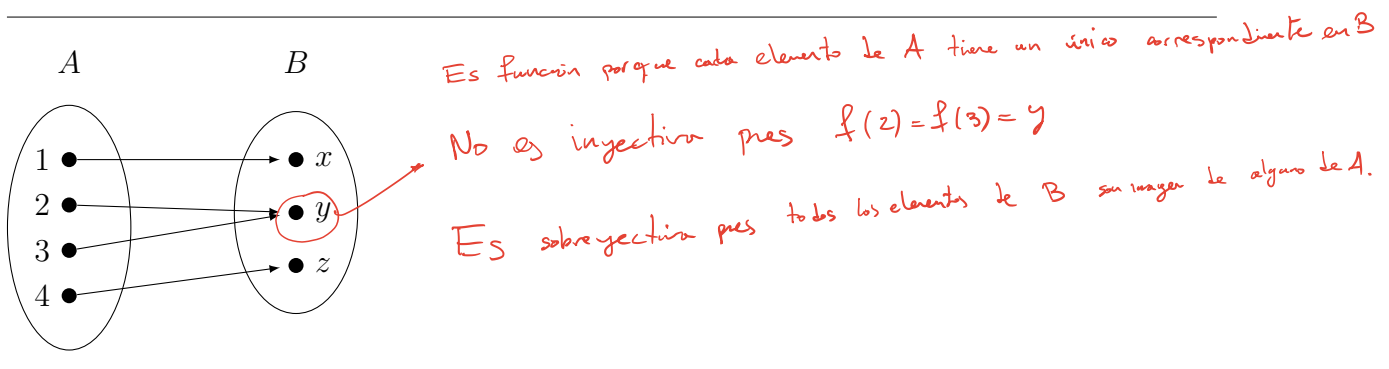 A B
Es función porque cada elemento de A tiene un único correspondiente en B
1 x
No es inyectiva pues f(2)=f(3)=y
2 y
3
Es sobreyectiva pues todos los elementos de B son imagen de alguno de A.
z
4